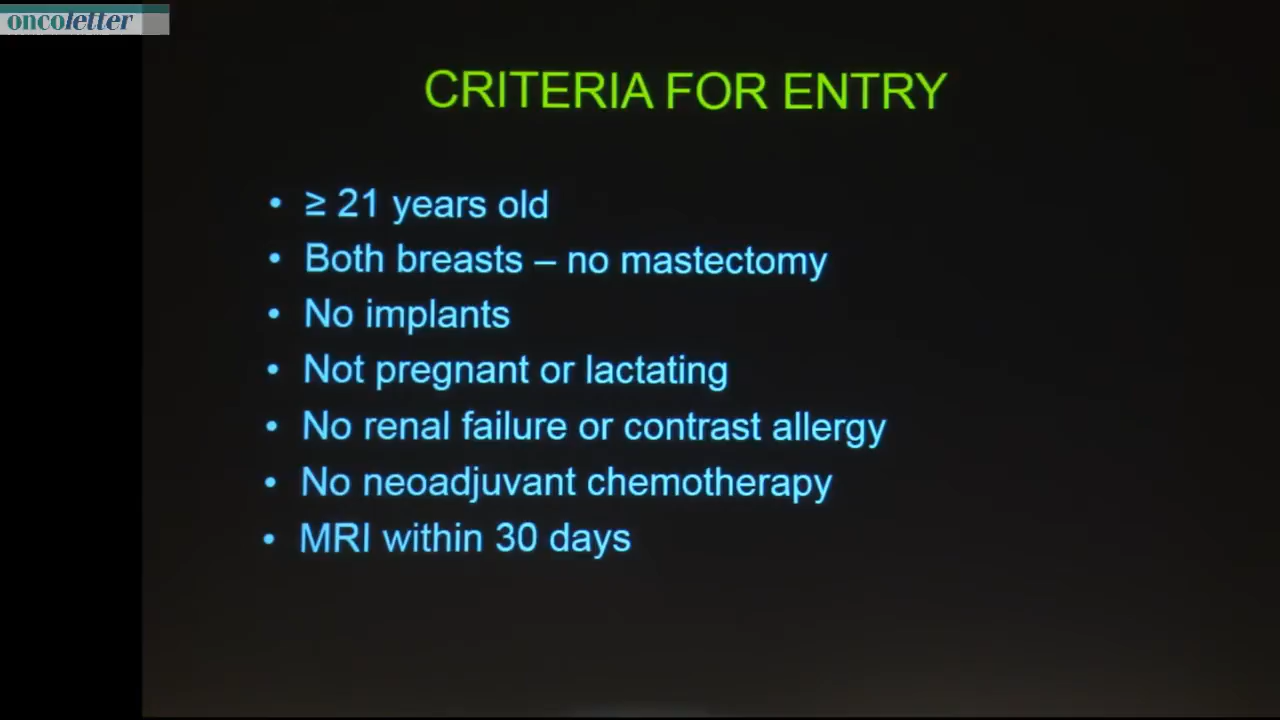 oncoletter
CRITERIA FOR ENTRY
• ≥ 21 years old
• Both breasts – no mastectomy
• No implants
• Not pregnant or lactating
• No renal failure or contrast allergy
• No neoadjuvant chemotherapy
• MRI within 30 days